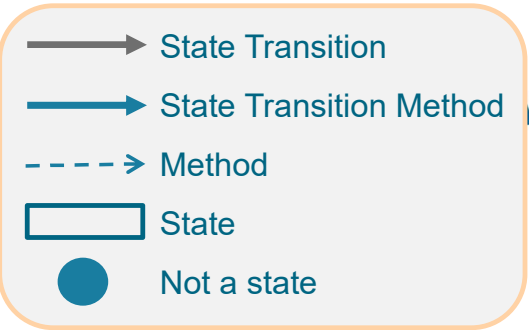 State Transition
State Transition Method
Method
State
Not a state